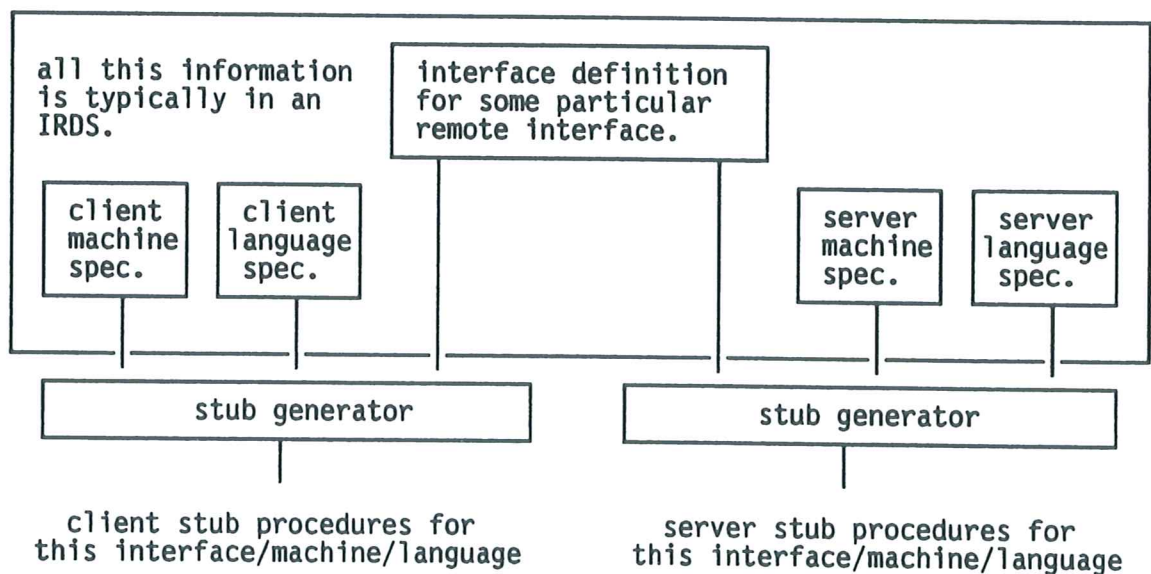 all this information
is typically in an
IRDS.
interface definition
for some particular
remote interface.
client
machine
spec.
client
language
spec.
server
machine
spec.
server
language
spec.
stub generator
stub generator
client stub procedures for
this interface/machine/language
server stub procedures for
this interface/machine/language